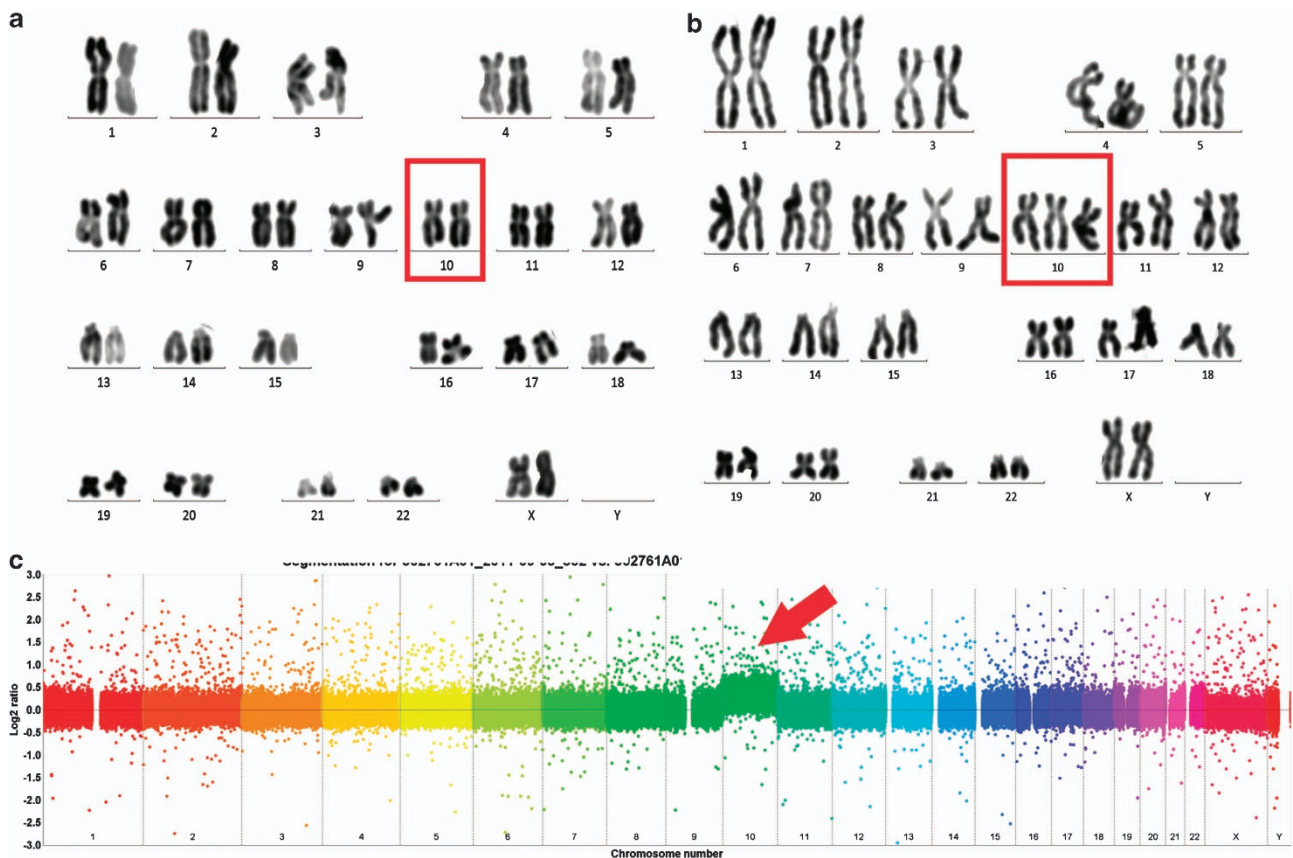 a
1 2 3 4 5
6 7 8 9 10 11 12
13 14 15 16 17 18
19 20 21 22 X Y
b
1 2 3 4 5
6 7 8 9 10 11 12
13 14 15 16 17 18
19 20 21 22 X Y
c
3.0
2.5
2.0
1.5
1.0
0.5
0.0
-0.5
-1.0
-1.5
-2.0
-2.5
-3.0
Log2 ratio
1 2 3 4 5 6 7 8 9 10 11 12 13 14 15 16 17 18 19 20 21 22 X Y
Chromosome number